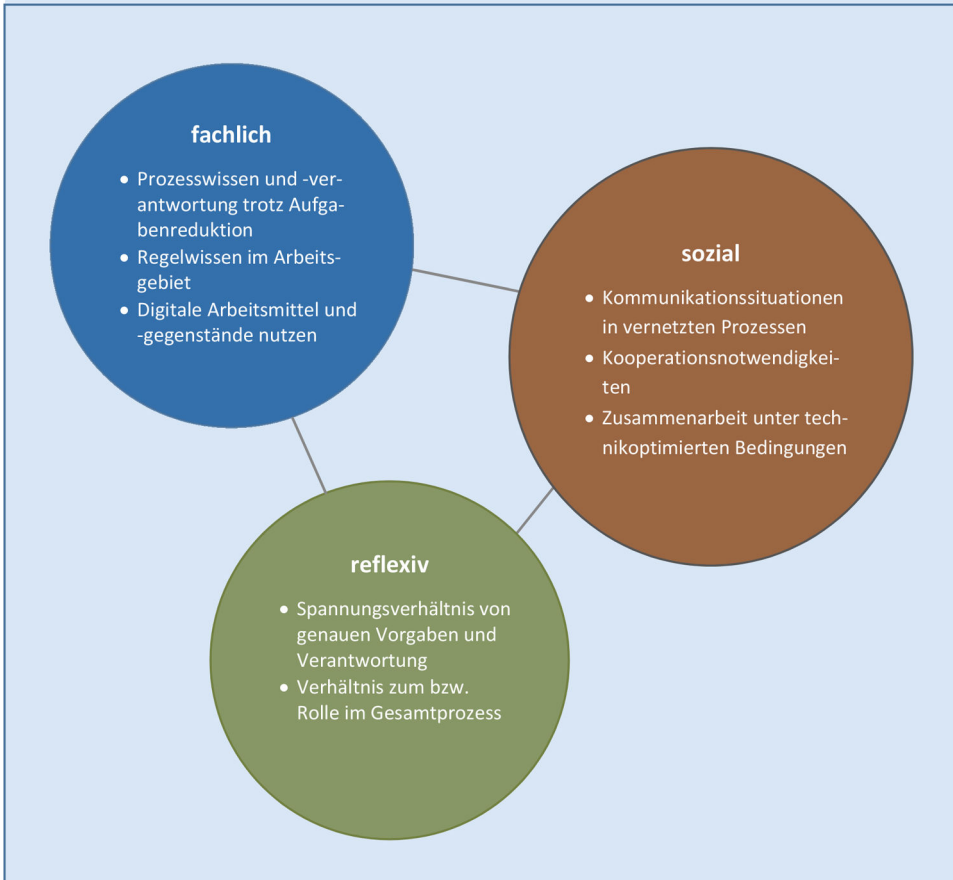 fachlich
• Prozesswissen und -ver-
antwortung trotz Aufga-
benreduktion
• Regelwissen im Arbeits-
gebiet
• Digitale Arbeitsmittel und
-gegenstände nutzen
sozial
• Kommunikationssituationen
in vernetzten Prozessen
• Kooperationsnotwendigkei-
ten
• Zusammenarbeit unter tech-
nikoptimierten Bedingungen
reflexiv
• Spannungsverhältnis von
genauen Vorgaben und
Verantwortung
• Verhältnis zum bzw.
Rolle im Gesamtprozess